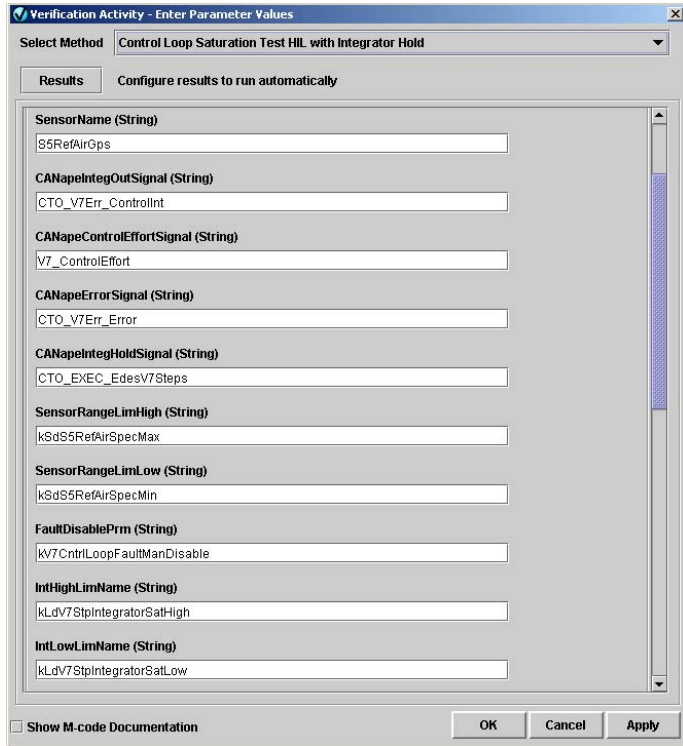 Verification Activity - Enter Parameter Values
Select Method Control Loop Saturation Test HIL with Integrator Hold
Results Configure results to run automatically
SensorName (String)
S5RefAirGps
CANapeIntegOutSignal (String)
CTO_V7Err_ControlInt
CANapeControlEffortSignal (String)
V7_ControlEffort
CANapeErrorSignal (String)
CTO_V7Err_Error
CANapeIntegHoldSignal (String)
CTO_EXEC_EdesV7Steps
SensorRangeLimHigh (String)
kSdS5RefAirSpecMax
SensorRangeLimLow (String)
kSdS5RefAirSpecMin
FaultDisablePrm (String)
kV7CntrlLoopFaultManDisable
IntHighLimName (String)
kLdV7StpIntegratorSatHigh
IntLowLimName (String)
kLdV7StpIntegratorSatLow
Show M-code Documentation OK Cancel Apply